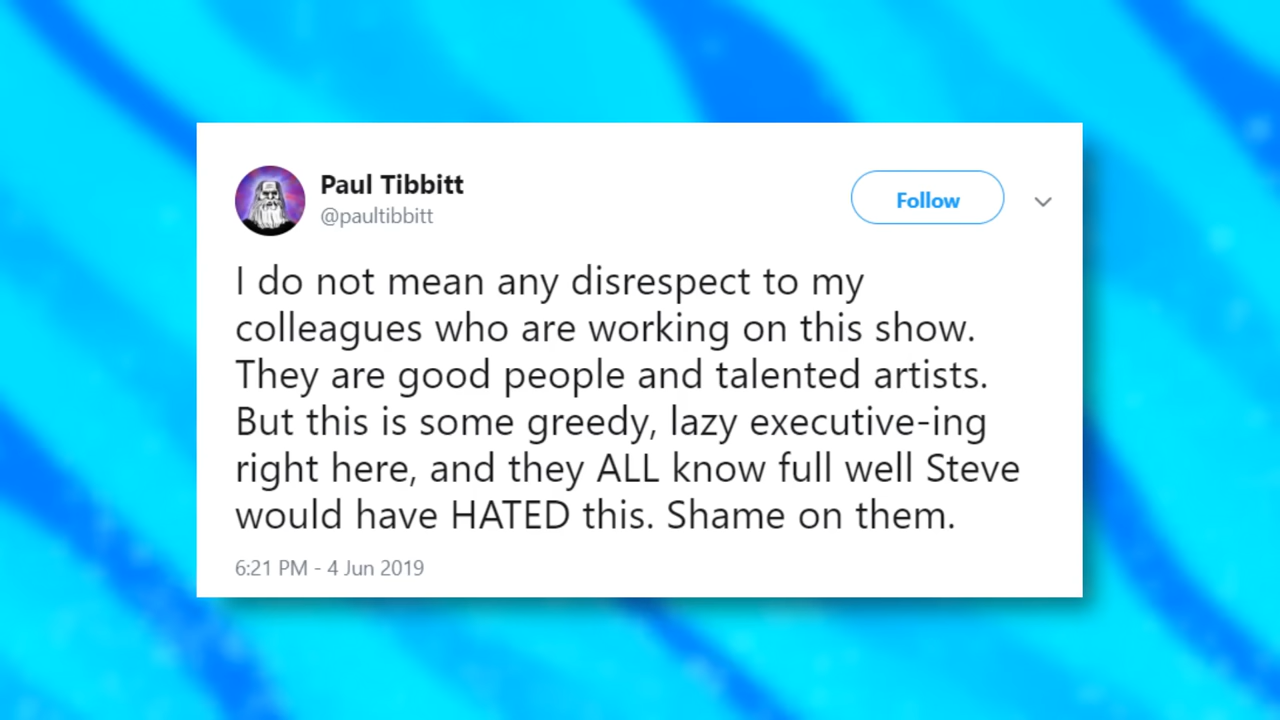 Paul Tibbitt
@paultibbitt
Follow
I do not mean any disrespect to my
colleagues who are working on this show.
They are good people and talented artists.
But this is some greedy, lazy executive-ing
right here, and they ALL know full well Steve
would have HATED this. Shame on them.
6:21 PM - 4 Jun 2019